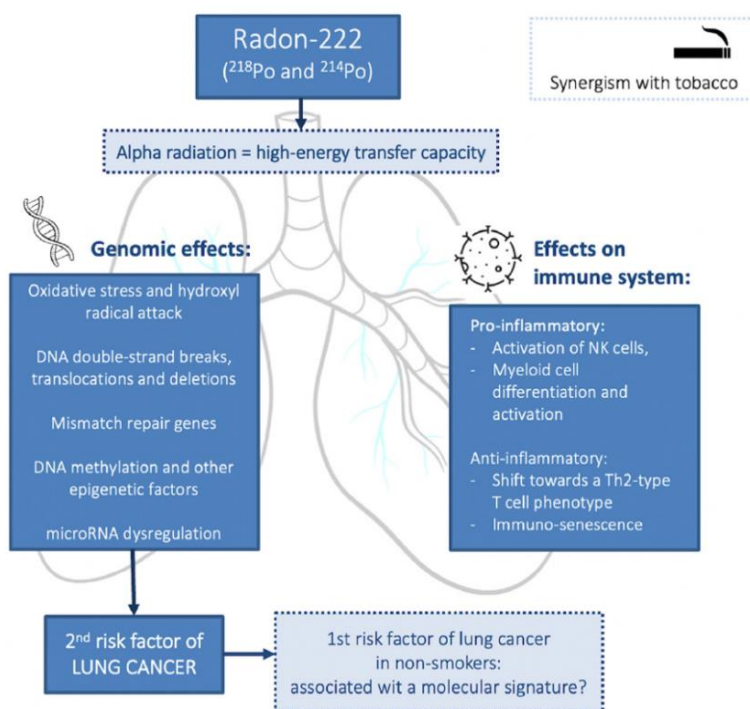 Radon-222
(²¹⁸Po and ²¹⁴Po)
Synergism with tobacco
Alpha radiation = high-energy transfer capacity
Genomic effects:
Oxidative stress and hydroxyl
radical attack
DNA double-strand breaks,
translocations and deletions
Mismatch repair genes
DNA methylation and other
epigenetic factors
microRNA dysregulation
Effects on
immune system:
Pro-inflammatory:
- Activation of NK cells,
- Myeloid cell
differentiation and
activation
Anti-inflammatory:
- Shift towards a Th2-type
T cell phenotype
- Immuno-senescence
2nd risk factor of
LUNG CANCER
1st risk factor of lung cancer
in non-smokers:
associated wit a molecular signature?